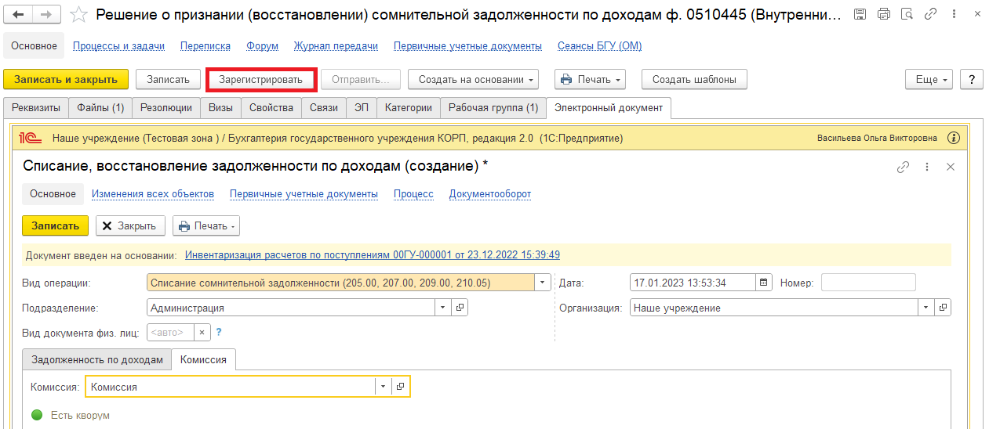 Решение о признании (восстановлении) сомнительной задолженности по доходам ф. 0510445 (Внутренни...
Основное Процессы и задачи Переписка Форум Журнал передачи Первичные учетные документы Сеансы БГУ (ОМ)
Записать и закрыть Записать Зарегистрировать Отправить... Создать на основании Печать Создать шаблоны Еще ?
Реквизиты Файлы (1) Резолюции Визы Свойства Связи ЭП Категории Рабочая группа (1) Электронный документ
1С Наше учреждение (Тестовая зона ) / Бухгалтерия государственного учреждения КОРП, редакция 2.0 (1С:Предприятие) Васильева Ольга Викторовна
Списание, восстановление задолженности по доходам (создание) *
Основное Изменения всех объектов Первичные учетные документы Процесс Документооборот
Записать Закрыть Печать
Документ введен на основании: Инвентаризация расчетов по поступлениям 00ГУ-000001 от 23.12.2022 15:39:49
Вид операции: Списание сомнительной задолженности (205.00, 207.00, 209.00, 210.05) Дата: 17.01.2023 13:53:34 Номер:
Подразделение: Администрация Организация: Наше учреждение
Вид документа физ. лиц: <авто> × ?
Задолженность по доходам Комиссия
Комиссия: Комиссия
Есть кворум